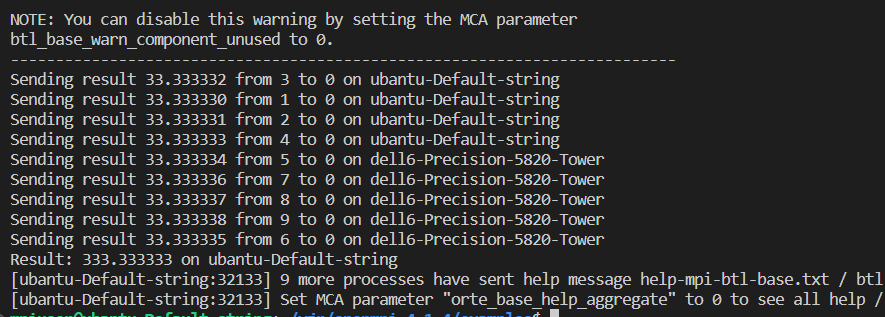 NOTE: You can disable this warning by setting the MCA parameter
btl_base_warn_component_unused to 0.
--------------------------------------------------------------------------
Sending result 33.333332 from 3 to 0 on ubantu-Default-string
Sending result 33.333330 from 1 to 0 on ubantu-Default-string
Sending result 33.333331 from 2 to 0 on ubantu-Default-string
Sending result 33.333333 from 4 to 0 on ubantu-Default-string
Sending result 33.333334 from 5 to 0 on dell6-Precision-5820-Tower
Sending result 33.333336 from 7 to 0 on dell6-Precision-5820-Tower
Sending result 33.333337 from 8 to 0 on dell6-Precision-5820-Tower
Sending result 33.333338 from 9 to 0 on dell6-Precision-5820-Tower
Sending result 33.333335 from 6 to 0 on dell6-Precision-5820-Tower
Result: 333.333333 on ubantu-Default-string
[ubantu-Default-string:32133] 9 more processes have sent help message help-mpi-btl-base.txt / btl
[ubantu-Default-string:32133] Set MCA parameter "orte_base_help_aggregate" to 0 to see all help /